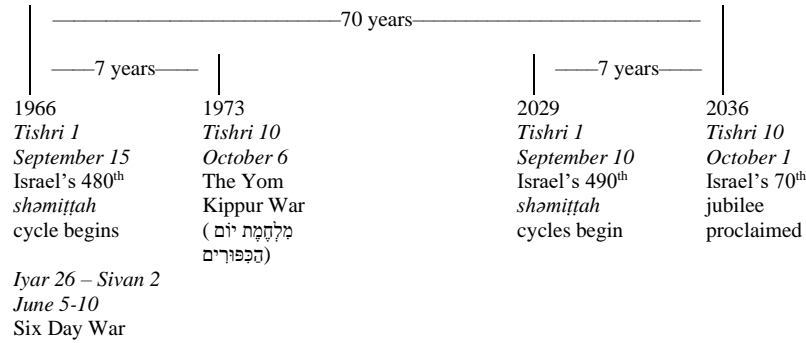 70 years
7 years
7 years
1966
Tishri 1
September 15
Israel's 480th
shəmiṭṭah
cycle begins
Iyar 26 – Sivan 2
June 5-10
Six Day War
1973
Tishri 10
October 6
The Yom
Kippur War
( מִלְחֶמֶת יוֹם
הַכִּפּוּרִים)
2029
Tishri 1
September 10
Israel's 490th
shəmiṭṭah
cycles begin
2036
Tishri 10
October 1
Israel's 70th
jubilee
proclaimed